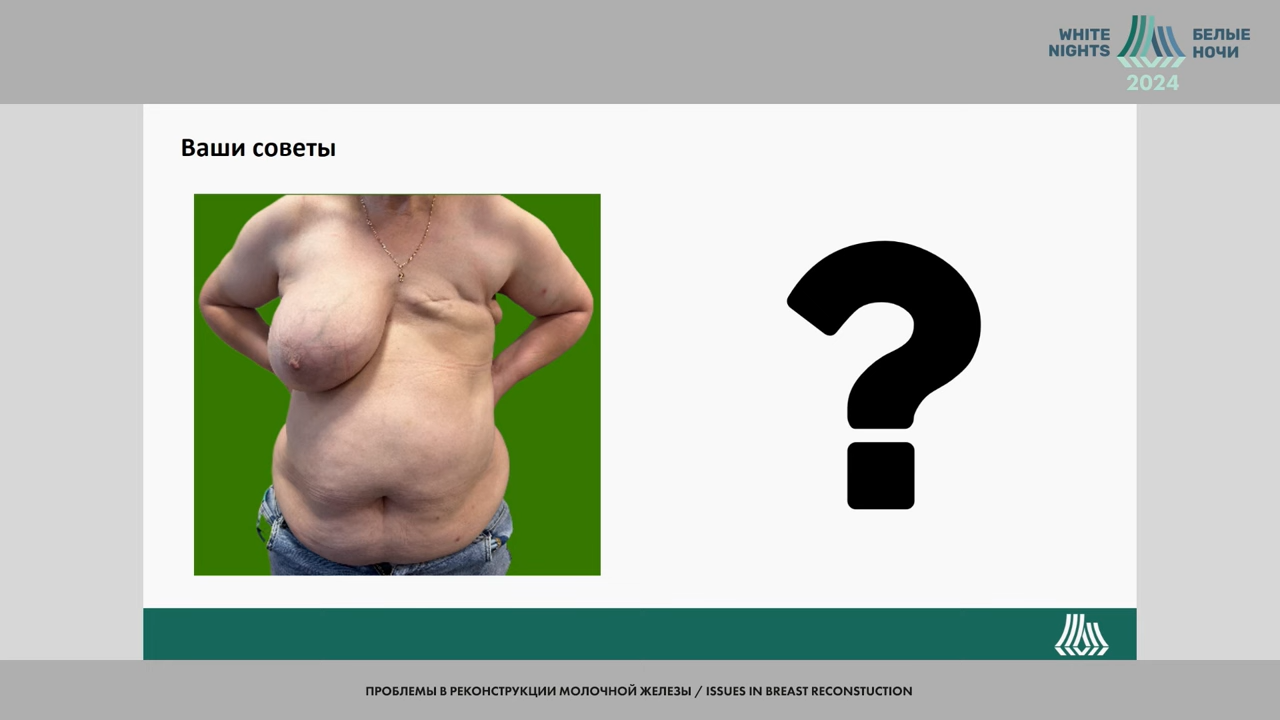 WHITE
NIGHTS
БЕЛЫЕ
НОЧИ
2024
Ваши советы
ПРОБЛЕМЫ В РЕКОНСТРУКЦИИ МОЛОЧНОЙ ЖЕЛЕЗЫ / ISSUES IN BREAST RECONSTUCTION